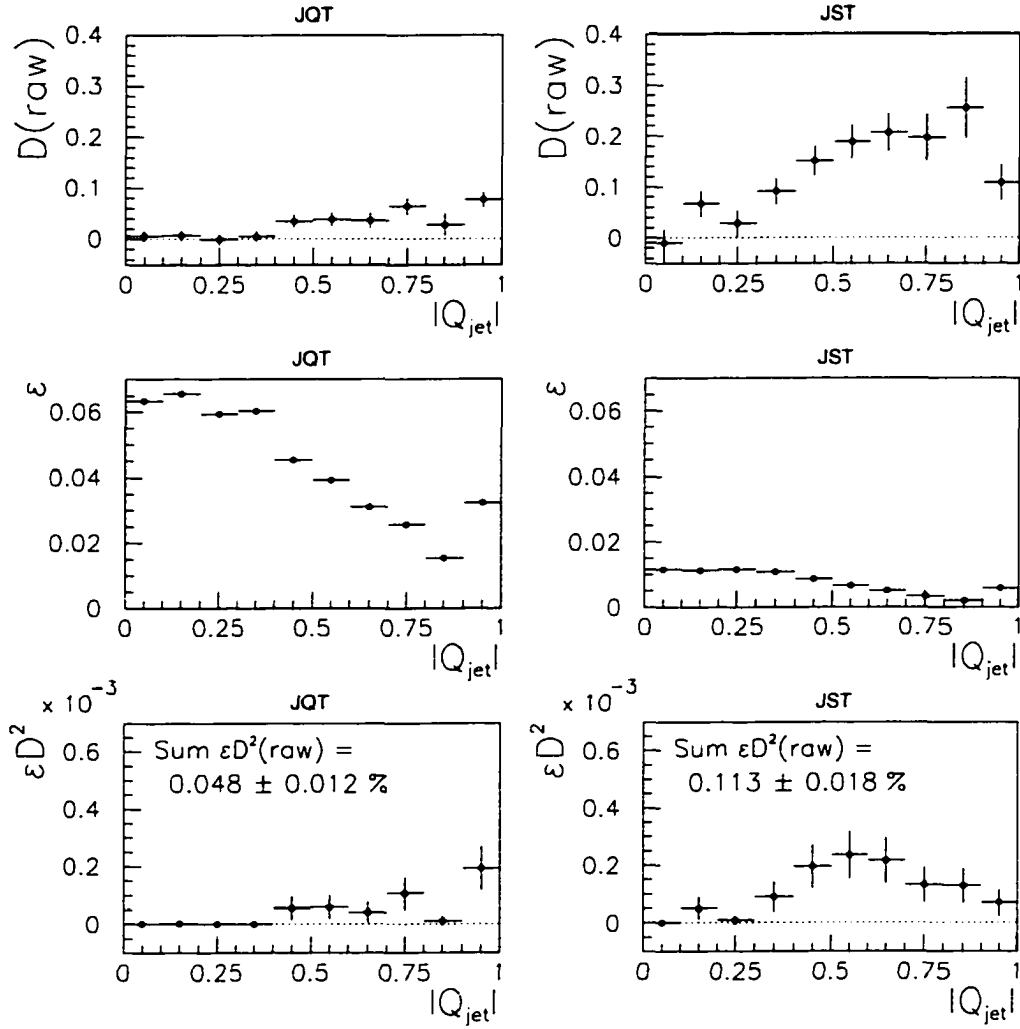 JQT
D(raw)
0.4
0.3
0.2
0.1
0
0 0.25 0.5 0.75 1
|Q_jet|
JST
D(raw)
0.4
0.3
0.2
0.1
0
0 0.25 0.5 0.75 1
|Q_jet|
JQT
ε
0.06
0.04
0.02
0
0 0.25 0.5 0.75 1
|Q_jet|
JST
ε
0.06
0.04
0.02
0
0 0.25 0.5 0.75 1
|Q_jet|
× 10⁻³
JQT
εD²
0.6
0.4
0.2
0
Sum εD²(raw) =
0.048 ± 0.012 %
0 0.25 0.5 0.75 1
|Q_jet|
× 10⁻³
JST
εD²
0.6
0.4
0.2
0
Sum εD²(raw) =
0.113 ± 0.018 %
0 0.25 0.5 0.75 1
|Q_jet|